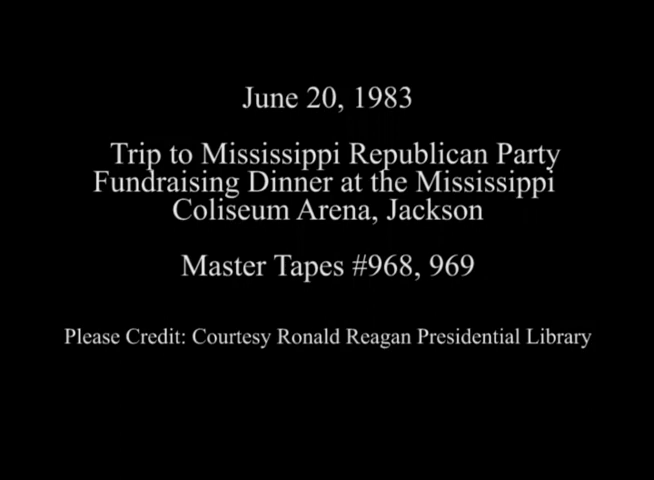 June 20, 1983
Trip to Mississippi Republican Party
Fundraising Dinner at the Mississippi
Coliseum Arena, Jackson
Master Tapes #968, 969
Please Credit: Courtesy Ronald Reagan Presidential Library